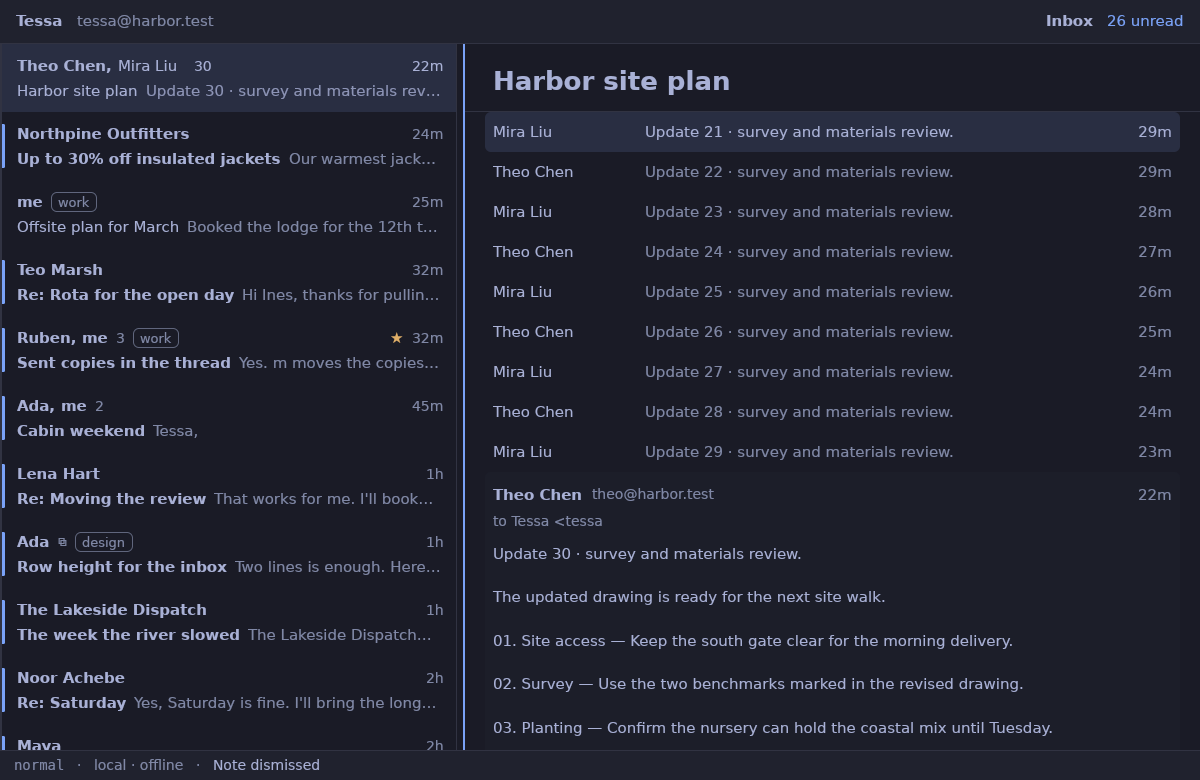 Tessa tessa@harbor.test
Inbox 26 unread
Theo Chen, Mira Liu 30 22m
Harbor site plan Update 30 · survey and materials rev…
Northpine Outfitters 24m
Up to 30% off insulated jackets Our warmest jack…
me work 25m
Offsite plan for March Booked the lodge for the 12th t…
Teo Marsh 32m
Re: Rota for the open day Hi Ines, thanks for pullin…
Ruben, me 3 work ★ 32m
Sent copies in the thread Yes. m moves the copies…
Ada, me 2 45m
Cabin weekend Tessa,
Lena Hart 1h
Re: Moving the review That works for me. I'll book…
Ada design 1h
Row height for the inbox Two lines is enough. Here…
The Lakeside Dispatch 1h
The week the river slowed The Lakeside Dispatch…
Noor Achebe 2h
Re: Saturday Yes, Saturday is fine. I'll bring the long…
Maya 2h
Harbor site plan
Mira Liu Update 21 · survey and materials review. 29m
Theo Chen Update 22 · survey and materials review. 29m
Mira Liu Update 23 · survey and materials review. 28m
Theo Chen Update 24 · survey and materials review. 27m
Mira Liu Update 25 · survey and materials review. 26m
Theo Chen Update 26 · survey and materials review. 25m
Mira Liu Update 27 · survey and materials review. 24m
Theo Chen Update 28 · survey and materials review. 24m
Mira Liu Update 29 · survey and materials review. 23m
Theo Chen theo@harbor.test 22m
to Tessa <tessa
Update 30 · survey and materials review.
The updated drawing is ready for the next site walk.
01. Site access — Keep the south gate clear for the morning delivery.
02. Survey — Use the two benchmarks marked in the revised drawing.
03. Planting — Confirm the nursery can hold the coastal mix until Tuesday.
normal · local · offline · Note dismissed